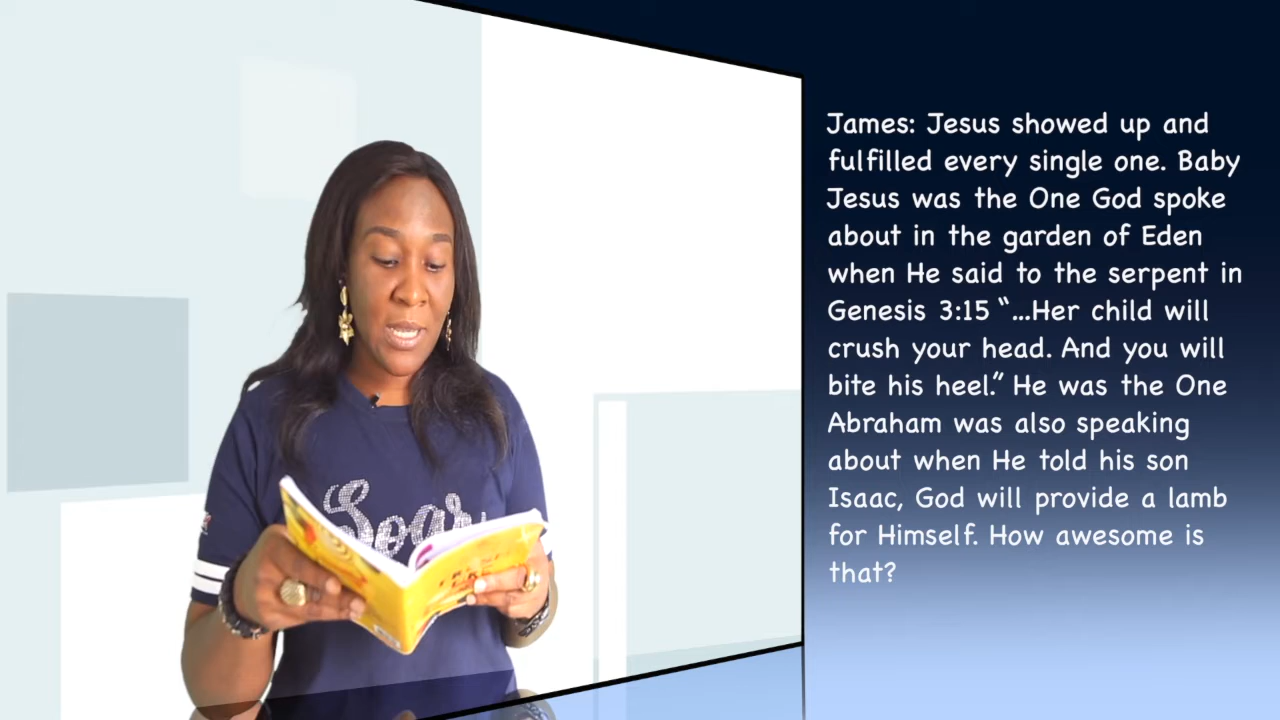 James: Jesus showed up and
fulfilled every single one. Baby
Jesus was the One God spoke
about in the garden of Eden
when He said to the serpent in
Genesis 3:15 “...Her child will
crush your head. And you will
bite his heel.” He was the One
Abraham was also speaking
about when He told his son
Isaac, God will provide a lamb
for Himself. How awesome is
that?
Soar